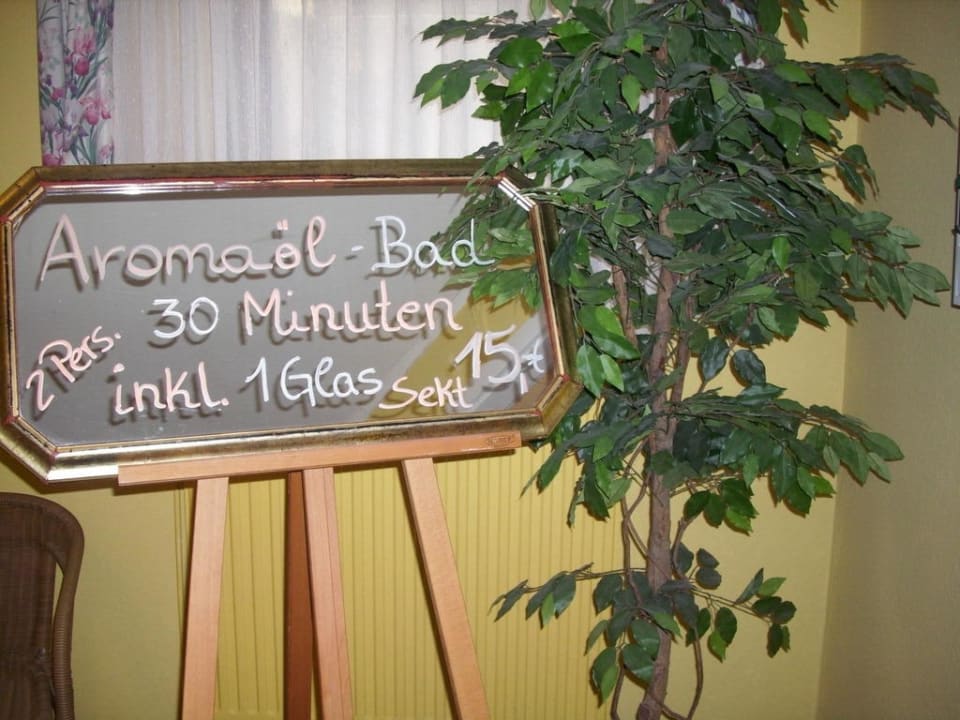 Aromaöl - Bad
30 Minuten
2 Pers.
inkl. 1 Glas Sekt 15,-€